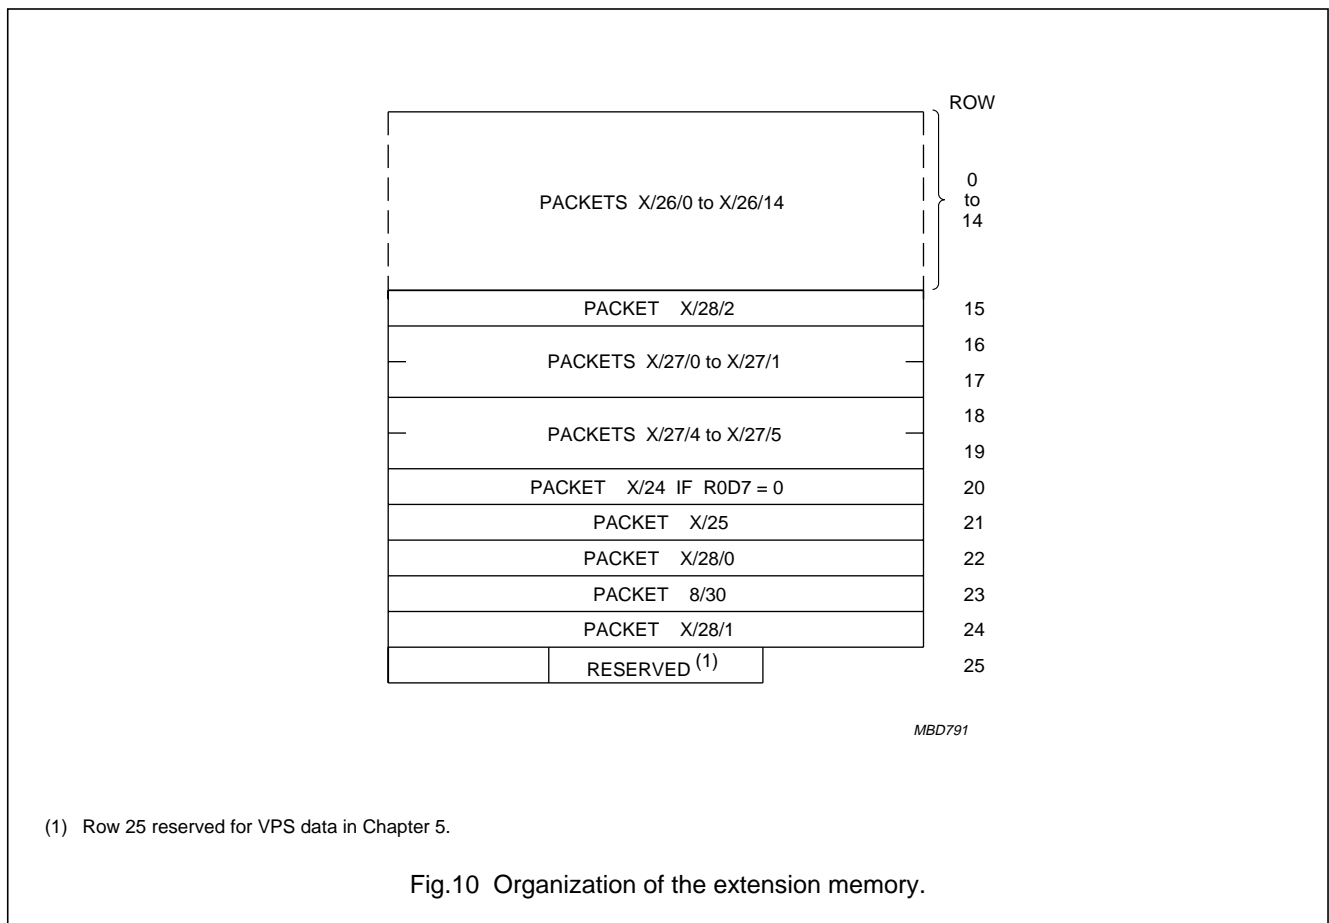 ROW
PACKETS X/26/0 to X/26/14
0
to
14
PACKET X/28/2 15
16
PACKETS X/27/0 to X/27/1
17
18
PACKETS X/27/4 to X/27/5
19
PACKET X/24 IF R0D7 = 0 20
PACKET X/25 21
PACKET X/28/0 22
PACKET 8/30 23
PACKET X/28/1 24
RESERVED (1) 25
MBD791
(1) Row 25 reserved for VPS data in Chapter 5.
Fig.10 Organization of the extension memory.